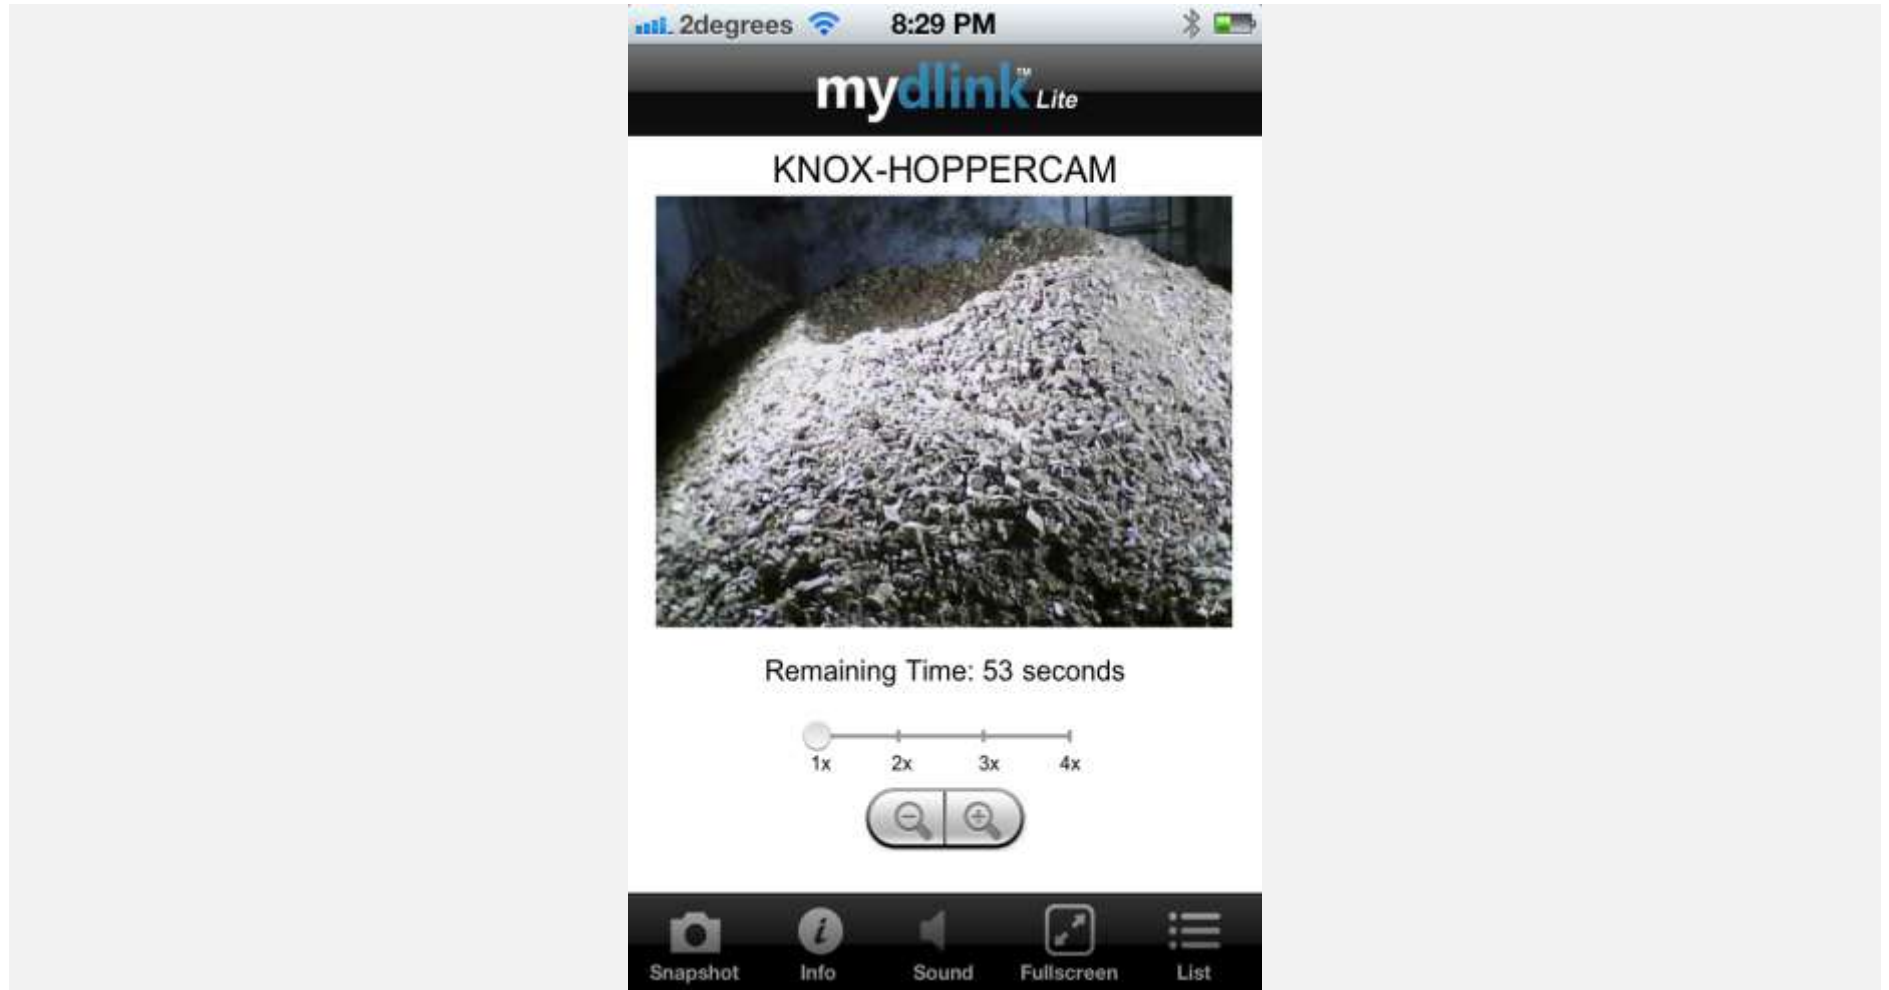 2degrees 8:29 PM
mydlink™ Lite
KNOX-HOPPERCAM
Remaining Time: 53 seconds
1x 2x 3x 4x
Snapshot Info Sound Fullscreen List